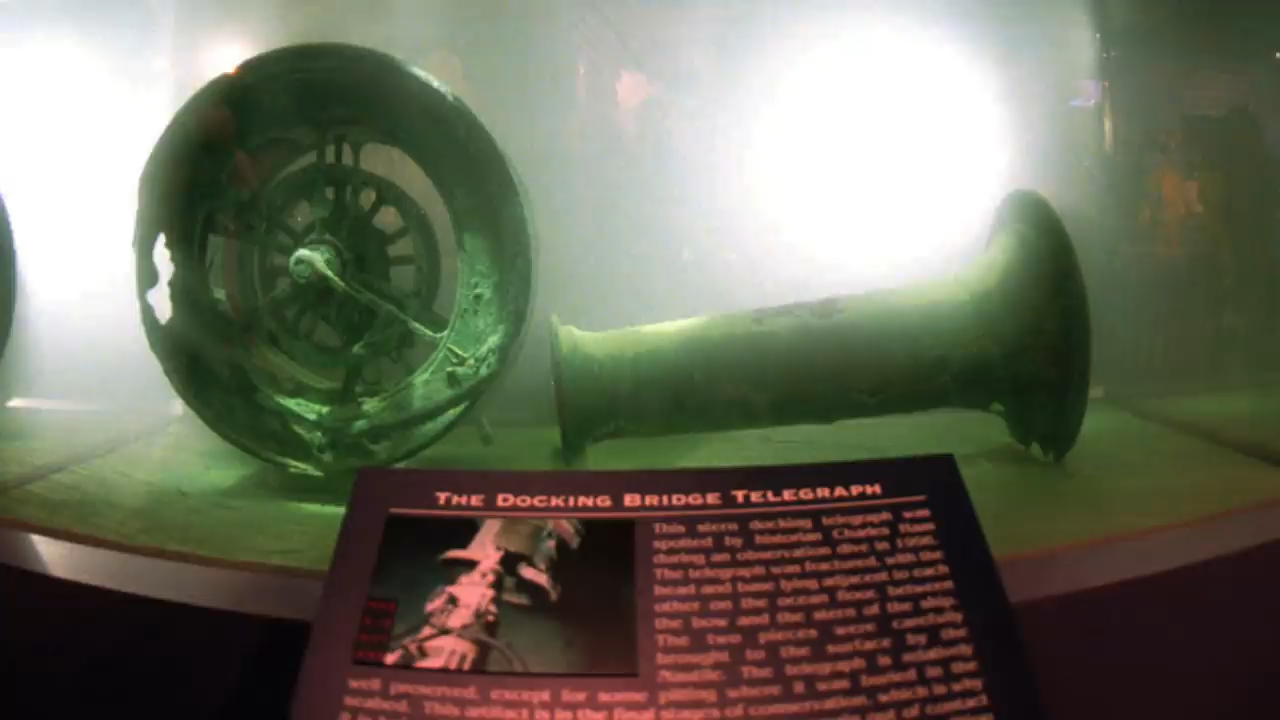 THE DOCKING BRIDGE TELEGRAPH
This stern docking telegraph was
spotted by historian Charles Haas
during an observation dive in 1996.
The telegraph was fractured, with the
head and base lying adjacent to each
other on the ocean floor, between
the bow and the stern of the ship.
The two pieces were carefully
brought to the surface by the
Nautile. The telegraph is relatively
well preserved, except for some pitting where it was buried in the
seabed. This artifact is in the final stages of conservation, which is why
out of contact